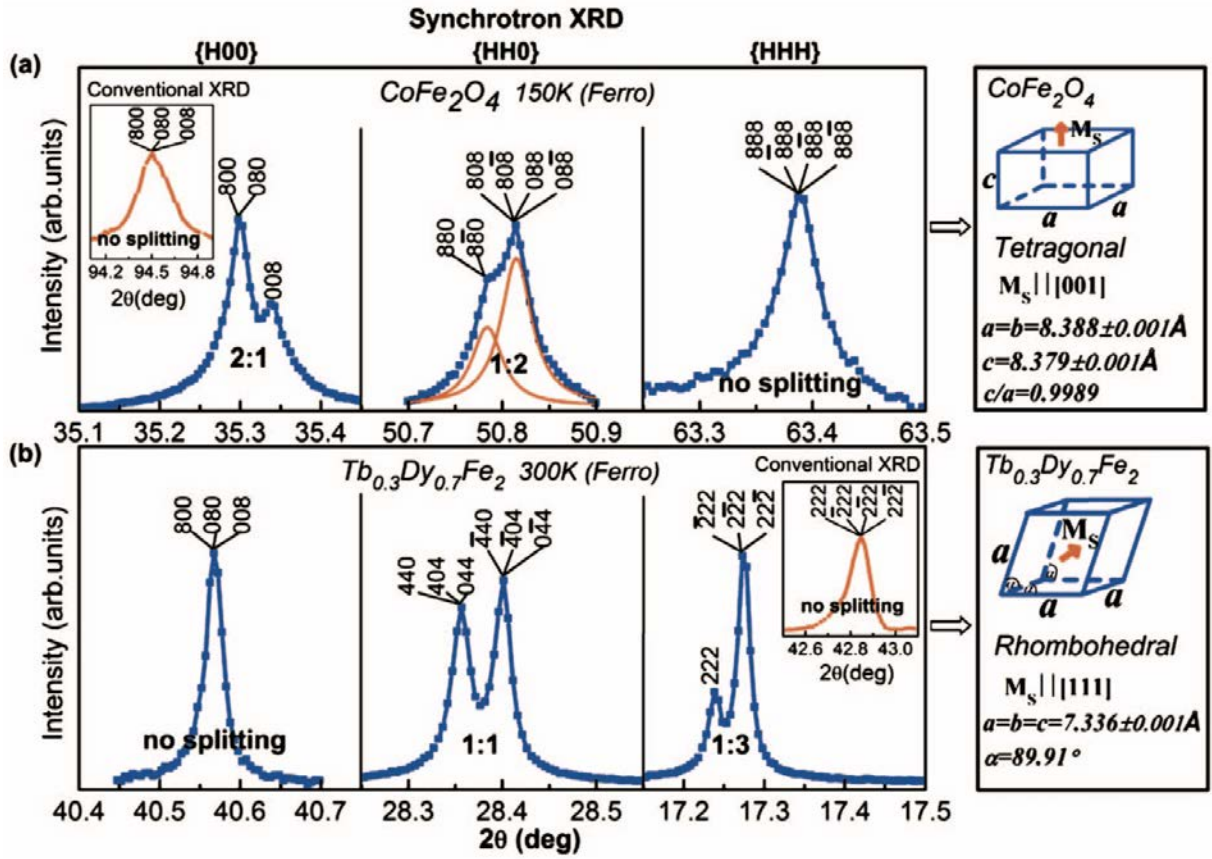 Synchrotron XRD
{H00} {HH0} {HHH}
(a)
Conventional XRD
800 080 008
no splitting
94.2 94.5 94.8
2θ(deg)
CoFe2O4 150K (Ferro)
800 080
008
2:1
880 8̄80
808 8̄08 088 08̄8
1:2
888 8̄88 88̄8 888̄
no splitting
Intensity (arb.units)
35.1 35.2 35.3 35.4 50.7 50.8 50.9 63.3 63.4 63.5
CoFe2O4
MS
c
a a
Tetragonal
MS||[001]
a=b=8.388±0.001Å
c=8.379±0.001Å
c/a=0.9989
(b)
Tb0.3Dy0.7Fe2 300K (Ferro)
800 080 008
no splitting
440 404 044
4̄40 4̄04 04̄4
1:1
222
2̄22 22̄2 222̄
1:3
Conventional XRD
222 2̄22 22̄2 222̄
no splitting
42.6 42.8 43.0
2θ(deg)
Intensity (arb.units)
40.4 40.5 40.6 40.7 28.3 28.4 28.5 17.2 17.3 17.4 17.5
2θ (deg)
Tb0.3Dy0.7Fe2
MS
a
α α α
a a
Rhombohedral
MS||[111]
a=b=c=7.336±0.001Å
α=89.91°